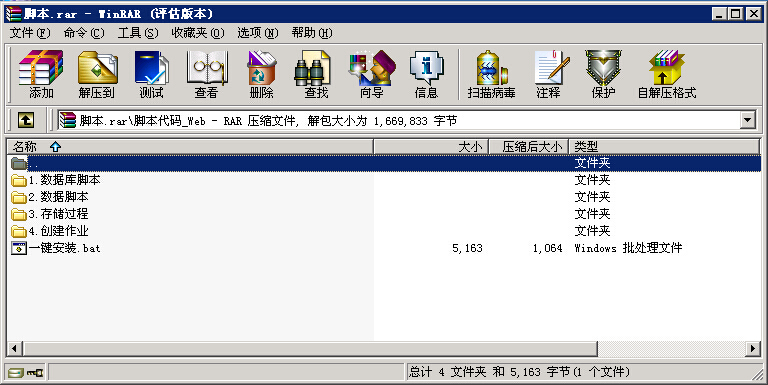 脚本.rar - WinRAR (评估版本)
文件(F) 命令(C) 工具(S) 收藏夹(O) 选项(N) 帮助(H)
添加 解压到 测试 查看 删除 查找 向导 信息 扫描病毒 注释 保护 自解压格式
脚本.rar\脚本代码_Web - RAR 压缩文件, 解包大小为 1,669,833 字节
名称 大小 压缩后大小 类型
.. 文件夹
1.数据库脚本 文件夹
2.数据脚本 文件夹
3.存储过程 文件夹
4.创建作业 文件夹
一键安装.bat 5,163 1,064 Windows 批处理文件
总计 4 文件夹 和 5,163 字节(1 个文件)